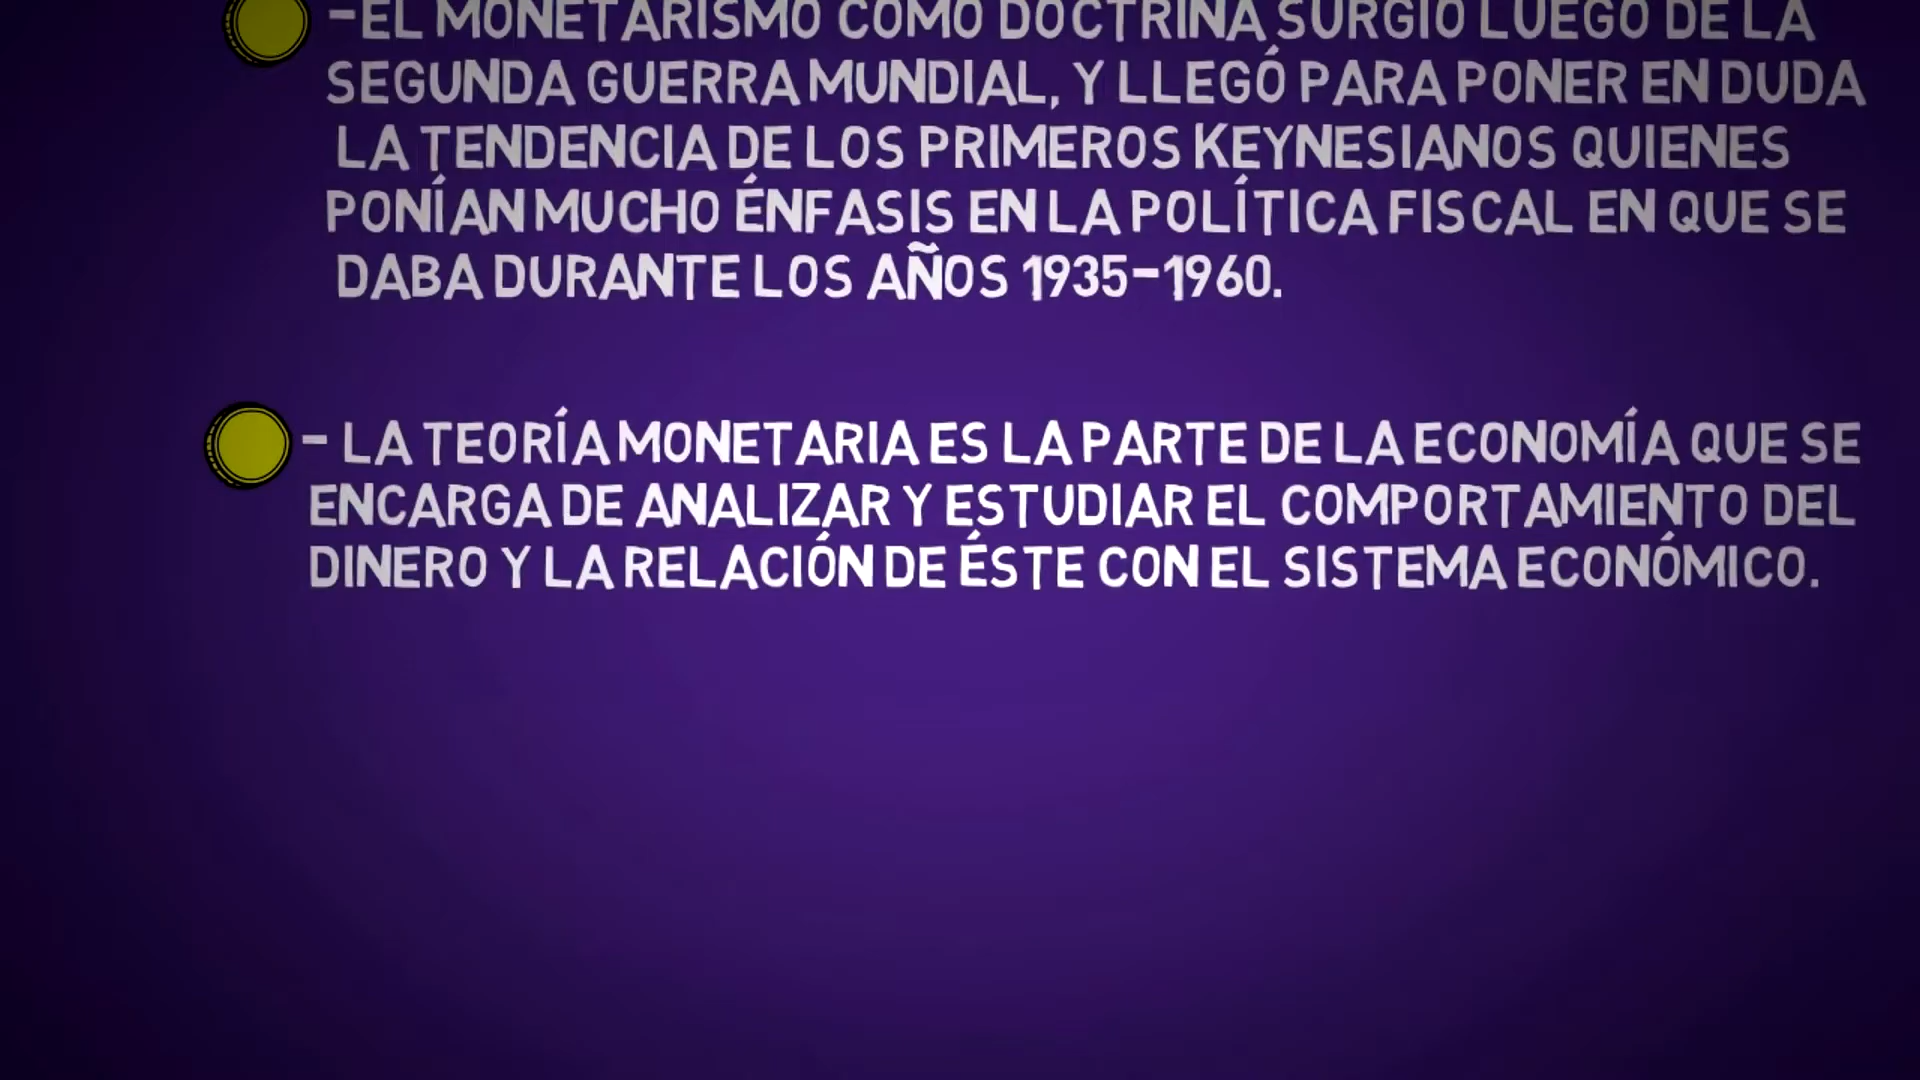 -EL MONETARISMO COMO DOCTRINA SURGIÓ LUEGO DE LA
SEGUNDA GUERRA MUNDIAL, Y LLEGÓ PARA PONER EN DUDA
LA TENDENCIA DE LOS PRIMEROS KEYNESIANOS QUIENES
PONÍAN MUCHO ÉNFASIS EN LA POLÍTICA FISCAL EN QUE SE
DABA DURANTE LOS AÑOS 1935-1960.
- LA TEORÍA MONETARIA ES LA PARTE DE LA ECONOMÍA QUE SE
ENCARGA DE ANALIZAR Y ESTUDIAR EL COMPORTAMIENTO DEL
DINERO Y LA RELACIÓN DE ÉSTE CON EL SISTEMA ECONÓMICO.